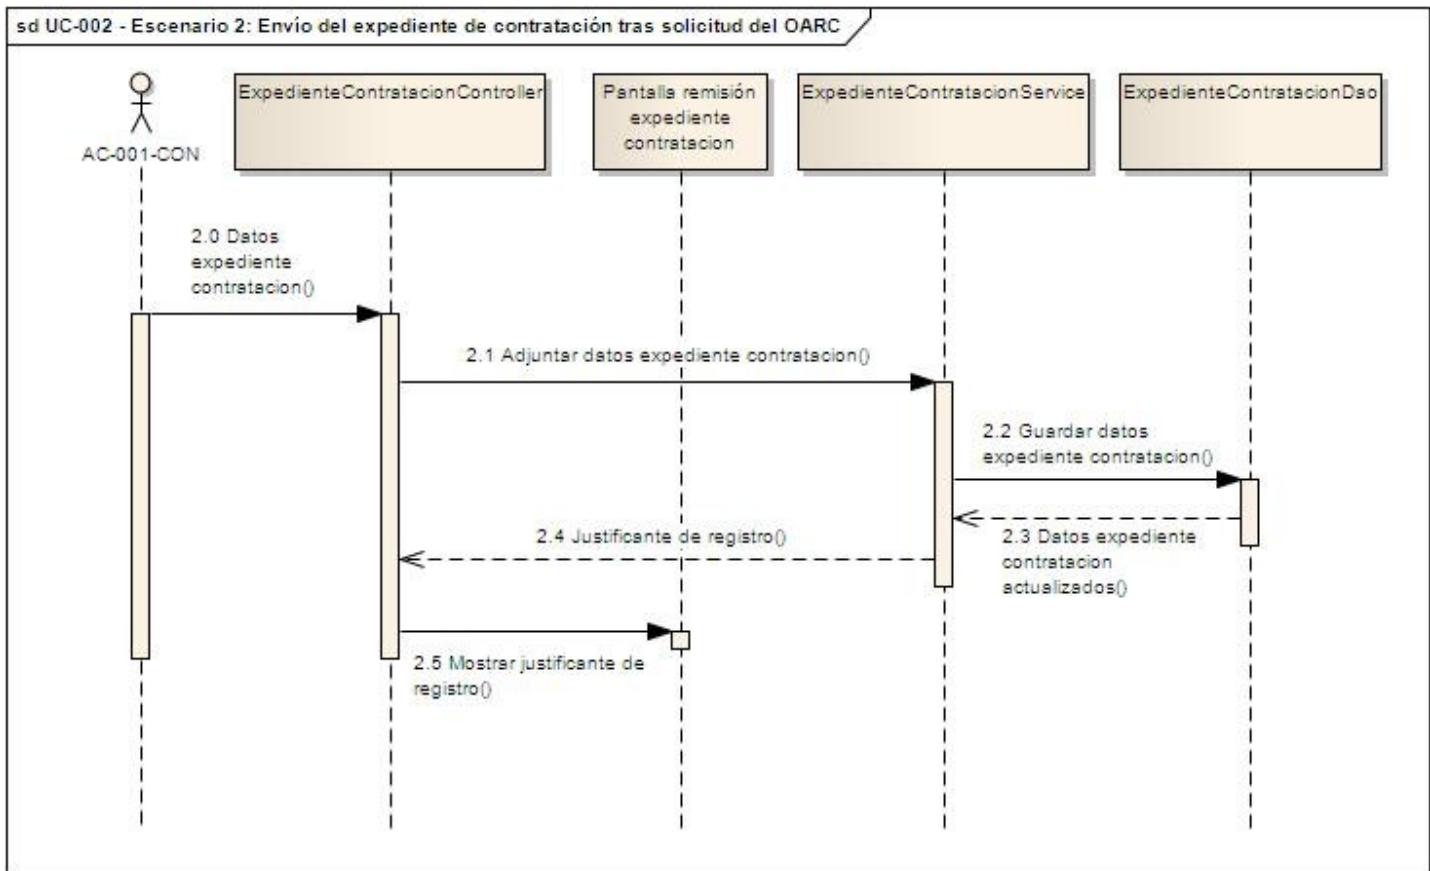 sd UC-002 - Escenario 2: Envío del expediente de contratación tras solicitud del OARC
AC-001-CON
ExpedienteContratacionController
Pantalla remisión
expediente
contratacion
ExpedienteContratacionService
ExpedienteContratacionDao
2.0 Datos
expediente
contratacion()
2.1 Adjuntar datos expediente contratacion()
2.2 Guardar datos
expediente contratacion()
2.3 Datos expediente
contratacion
actualizados()
2.4 Justificante de registro()
2.5 Mostrar justificante de
registro()